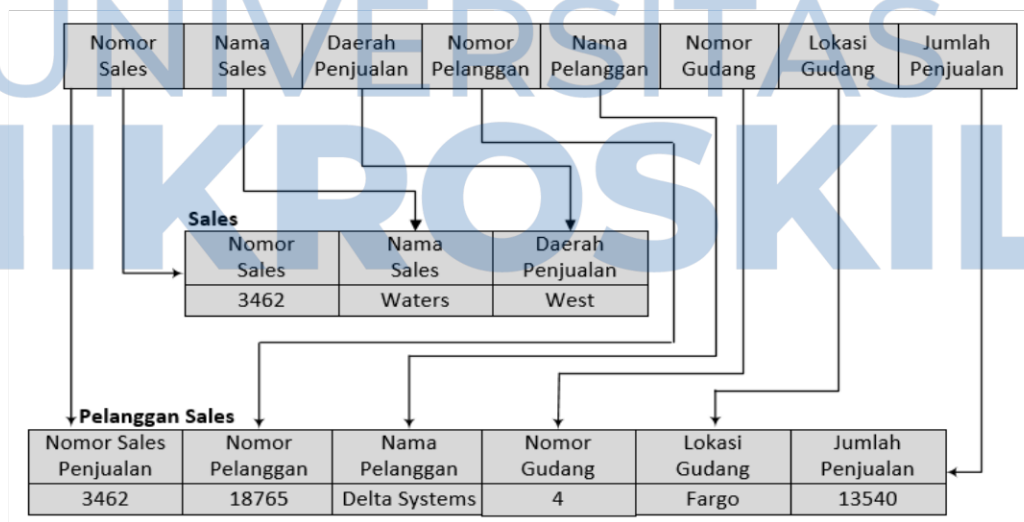 UNIVERSITAS
MIKROSKIL
Nomor Sales
Nama Sales
Daerah Penjualan
Nomor Pelanggan
Nama Pelanggan
Nomor Gudang
Lokasi Gudang
Jumlah Penjualan
Sales
Nomor Sales
Nama Sales
Daerah Penjualan
3462
Waters
West
Pelanggan Sales
Nomor Sales Penjualan
Nomor Pelanggan
Nama Pelanggan
Nomor Gudang
Lokasi Gudang
Jumlah Penjualan
3462
18765
Delta Systems
4
Fargo
13540